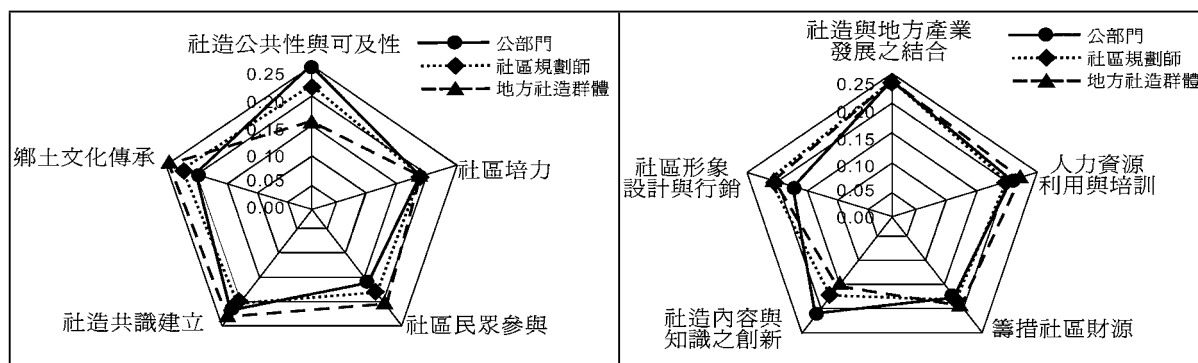 社造公共性與可及性
公部門
社區規劃師
地方社造群體
0.25
0.20
0.15
0.10
0.05
0.00
鄉土文化傳承
社區培力
社造共識建立
社區民眾參與
社造與地方產業
發展之結合
公部門
社區規劃師
地方社造群體
0.25
0.20
0.15
0.10
0.05
0.00
社區形象
設計與行銷
人力資源
利用與培訓
社造內容與
知識之創新
籌措社區財源